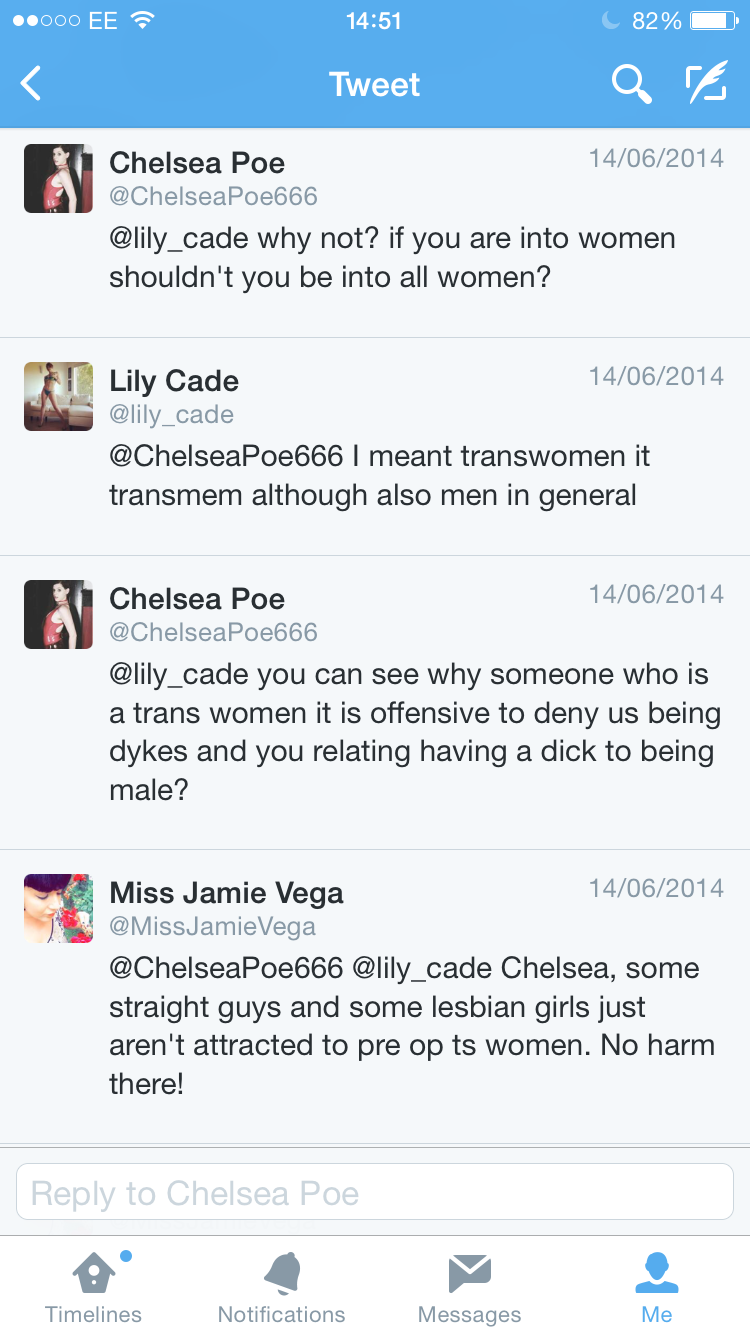 EE 14:51 82%
Tweet
Chelsea Poe 14/06/2014
@ChelseaPoe666
@lily_cade why not? if you are into women
shouldn't you be into all women?
Lily Cade 14/06/2014
@lily_cade
@ChelseaPoe666 I meant transwomen it
transmem although also men in general
Chelsea Poe 14/06/2014
@ChelseaPoe666
@lily_cade you can see why someone who is
a trans women it is offensive to deny us being
dykes and you relating having a dick to being
male?
Miss Jamie Vega 14/06/2014
@MissJamieVega
@ChelseaPoe666 @lily_cade Chelsea, some
straight guys and some lesbian girls just
aren't attracted to pre op ts women. No harm
there!
Reply to Chelsea Poe
Timelines Notifications Messages Me